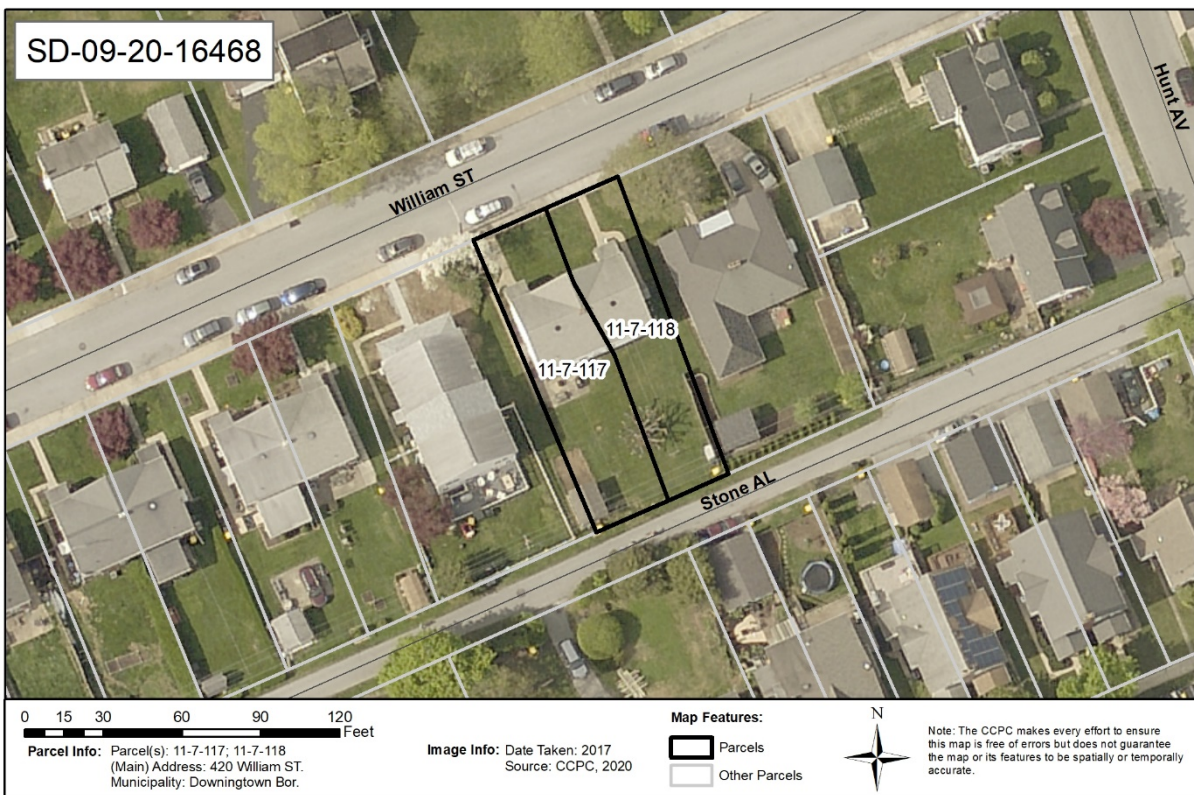 SD-09-20-16468
Hunt AV
William ST
11-7-118
11-7-117
Stone AL
0 15 30 60 90 120
Feet
Parcel Info: Parcel(s): 11-7-117; 11-7-118
(Main) Address: 420 William ST.
Municipality: Downingtown Bor.
Image Info: Date Taken: 2017
Source: CCPC, 2020
Map Features:
Parcels
Other Parcels
N
Note: The CCPC makes every effort to ensure
this map is free of errors but does not guarantee
the map or its features to be spatially or temporally
accurate.